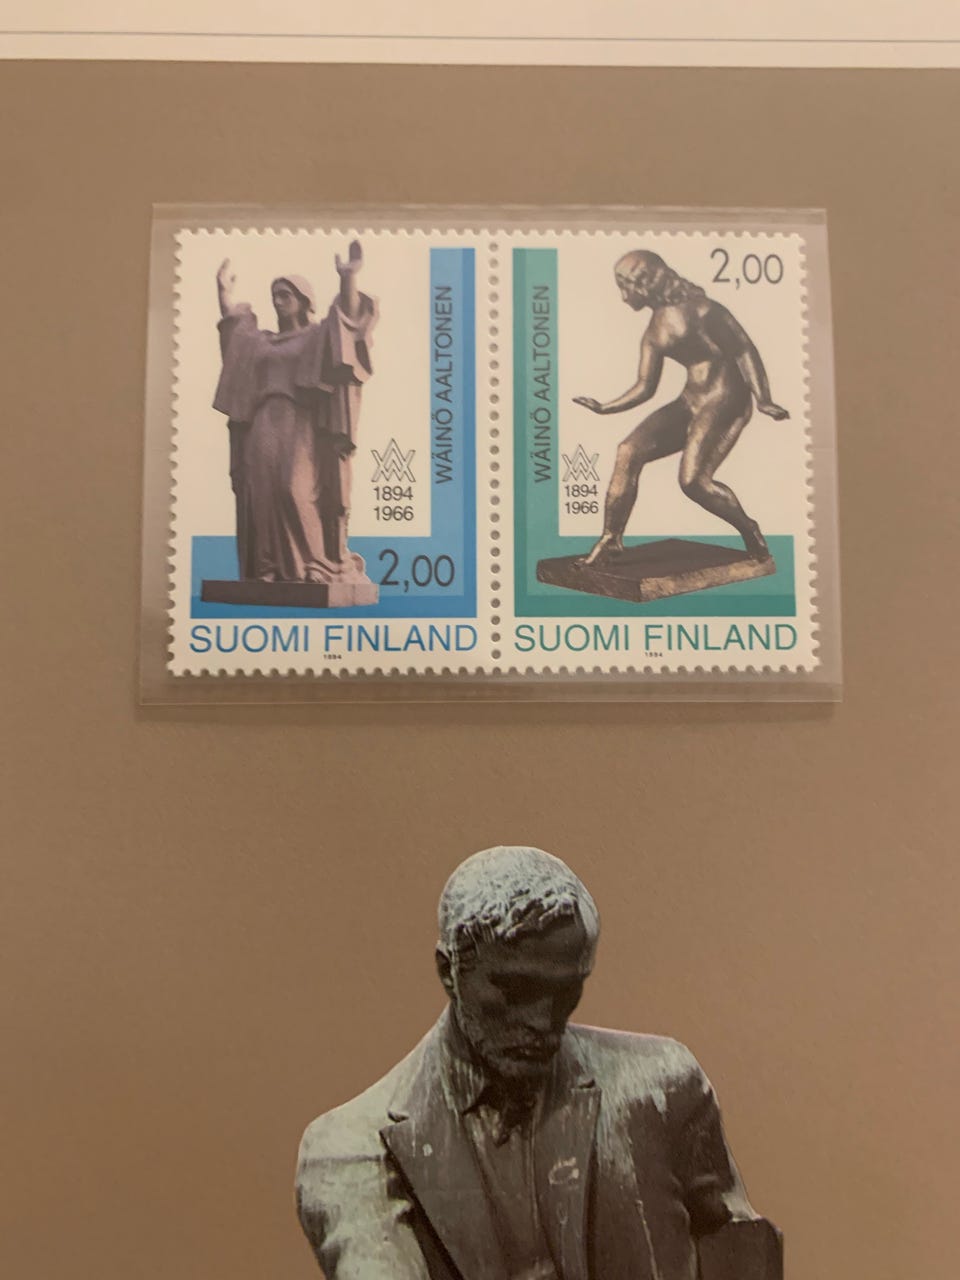 WÄINÖ AALTONEN
1894
1966
2,00
SUOMI FINLAND
1994
2,00
WÄINÖ AALTONEN
1894
1966
SUOMI FINLAND
1994